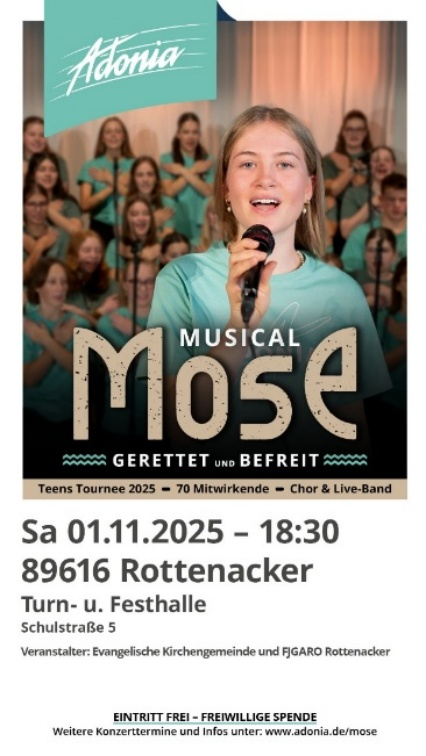 Adonia
MUSICAL
Mose
GERETTET UND BEFREIT
Teens Tournee 2025 – 70 Mitwirkende – Chor & Live-Band
Sa 01.11.2025 – 18:30
89616 Rottenacker
Turn- u. Festhalle
Schulstraße 5
Veranstalter: Evangelische Kirchengemeinde und FJGARO Rottenacker
EINTRITT FREI – FREIWILLIGE SPENDE
Weitere Konzerttermine und Infos unter: www.adonia.de/mose